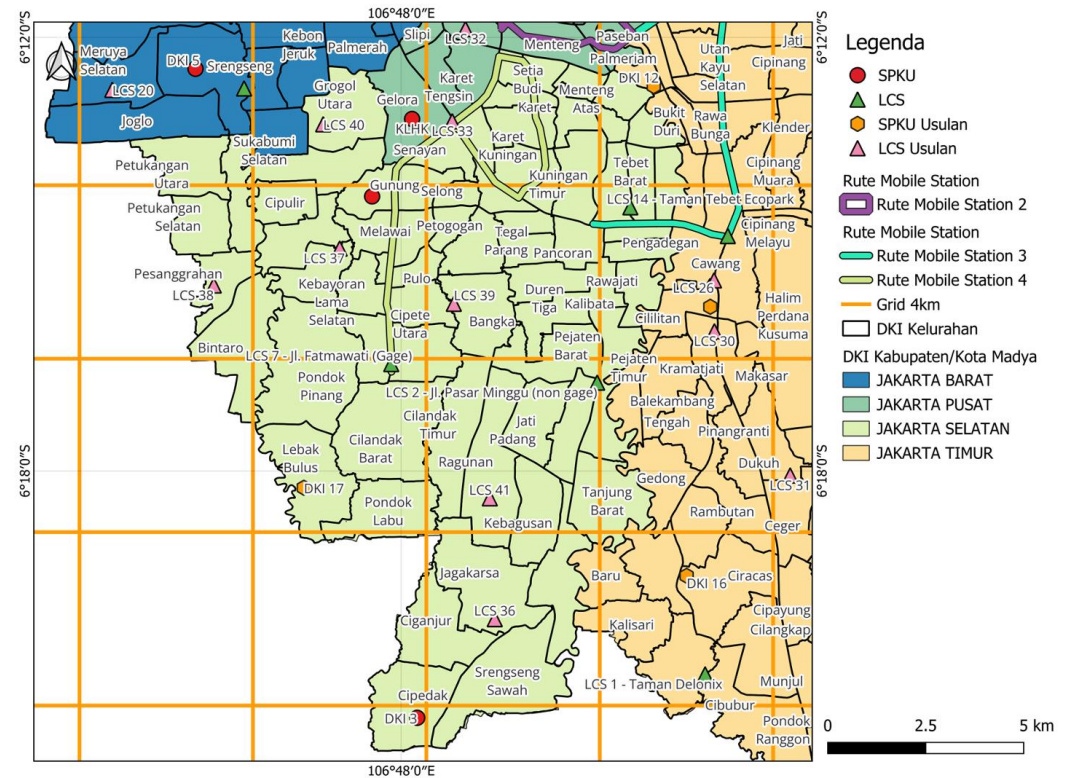 106°48'0"E
6°12'0"S
6°12'0"S
Meruya
Selatan
DKI 5
Srengseng
Kebon
Jeruk
Palmerah
Slipi
LCS 32
Menteng
Paseban
Palmeriam
DKI 12
Utan
Kayu
Selatan
Jati
Cipinang
LCS 20
Joglo
Grogol
Utara
LCS 40
Gelora
Karet
Tengsin
Setia
Budi
Karet
Menteng
Atas
Bukit
Duri
Rawa
Bunga
Klender
Sukabumi
Selatan
KLHK
LCS 33
Senayan
Karet
Kuningan
Petukangan
Utara
Kuningan
Timur
Tebet
Barat
Cipinang
Muara
Gunung
Selong
LCS 14 - Taman Tebet Ecopark
Petukangan
Selatan
Cipulir
Melawai
Petogogan
Tegal
Parang
Pancoran
Pengadegan
Cipinang
Melayu
LCS 37
Pesanggrahan
LCS 38
Kebayoran
Lama
Selatan
Pulo
LCS 39
Bangka
Duren
Tiga
Rawajati
Kalibata
Cawang
LCS 26
Cililitan
LCS 30
Halim
Perdana
Kusuma
Cipete
Utara
Bintaro
LCS 7 - Jl. Fatmawati (Gage)
Pejaten
Barat
Pejaten
Timur
Kramatjati
Makasar
Pondok
Pinang
LCS 2 - Jl. Pasar Minggu (non gage)
Balekambang
Tengah
Pinangranti
Cilandak
Timur
Jati
Padang
Lebak
Bulus
DKI 17
Cilandak
Barat
Ragunan
LCS 41
Kebagusan
Tanjung
Barat
Gedong
Dukuh
LCS 31
Rambutan
Ceger
Pondok
Labu
Jagakarsa
Baru
DKI 16
Ciracas
LCS 36
Ciganjur
Kalisari
Cipayung
Cilangkap
Srengseng
Sawah
LCS 1 - Taman Delonix
Munjul
Cipedak
DKI 3
Cibubur
Pondok
Ranggon
6°18'0"S
6°18'0"S
106°48'0"E
Legenda
SPKU
LCS
SPKU Usulan
LCS Usulan
Rute Mobile Station
Rute Mobile Station 2
Rute Mobile Station
Rute Mobile Station 3
Rute Mobile Station 4
Grid 4km
DKI Kelurahan
DKI Kabupaten/Kota Madya
JAKARTA BARAT
JAKARTA PUSAT
JAKARTA SELATAN
JAKARTA TIMUR
0 2.5 5 km